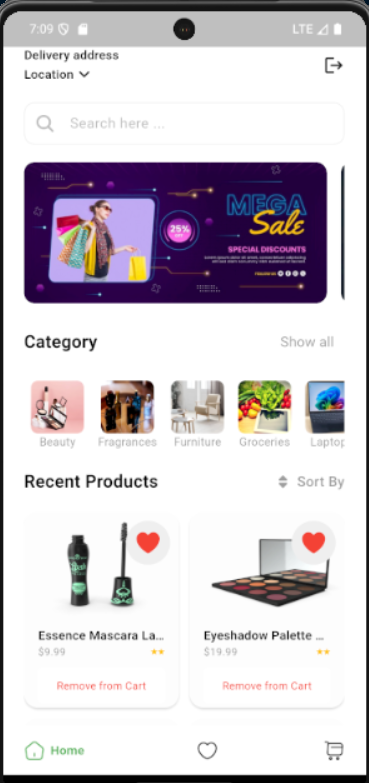 7:09
LTE
Delivery address
Location
Search here ...
MEGA
Sale
25%
SPECIAL DISCOUNTS
Category
Show all
Beauty
Fragrances
Furniture
Groceries
Laptop
Recent Products
Sort By
Essence Mascara La...
$9.99
Remove from Cart
Eyeshadow Palette ...
$19.99
Remove from Cart
Home